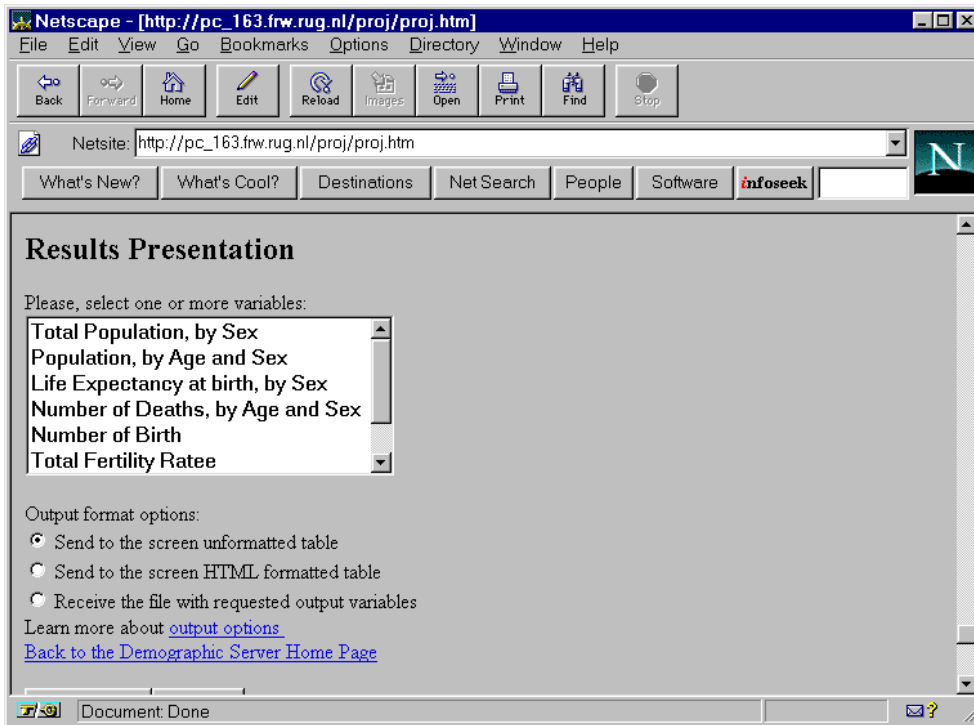 Netscape - [http://pc_163.frw.rug.nl/proj/proj.htm]
File Edit View Go Bookmarks Options Directory Window Help
Back Forward Home Edit Reload Images Open Print Find Stop
Netsite: http://pc_163.frw.rug.nl/proj/proj.htm
N
What's New? What's Cool? Destinations Net Search People Software infoseek
Results Presentation
Please, select one or more variables:
Total Population, by Sex
Population, by Age and Sex
Life Expectancy at birth, by Sex
Number of Deaths, by Age and Sex
Number of Birth
Total Fertility Ratee
Output format options:
Send to the screen unformatted table
Send to the screen HTML formatted table
Receive the file with requested output variables
Learn more about output options
Back to the Demographic Server Home Page
Document: Done